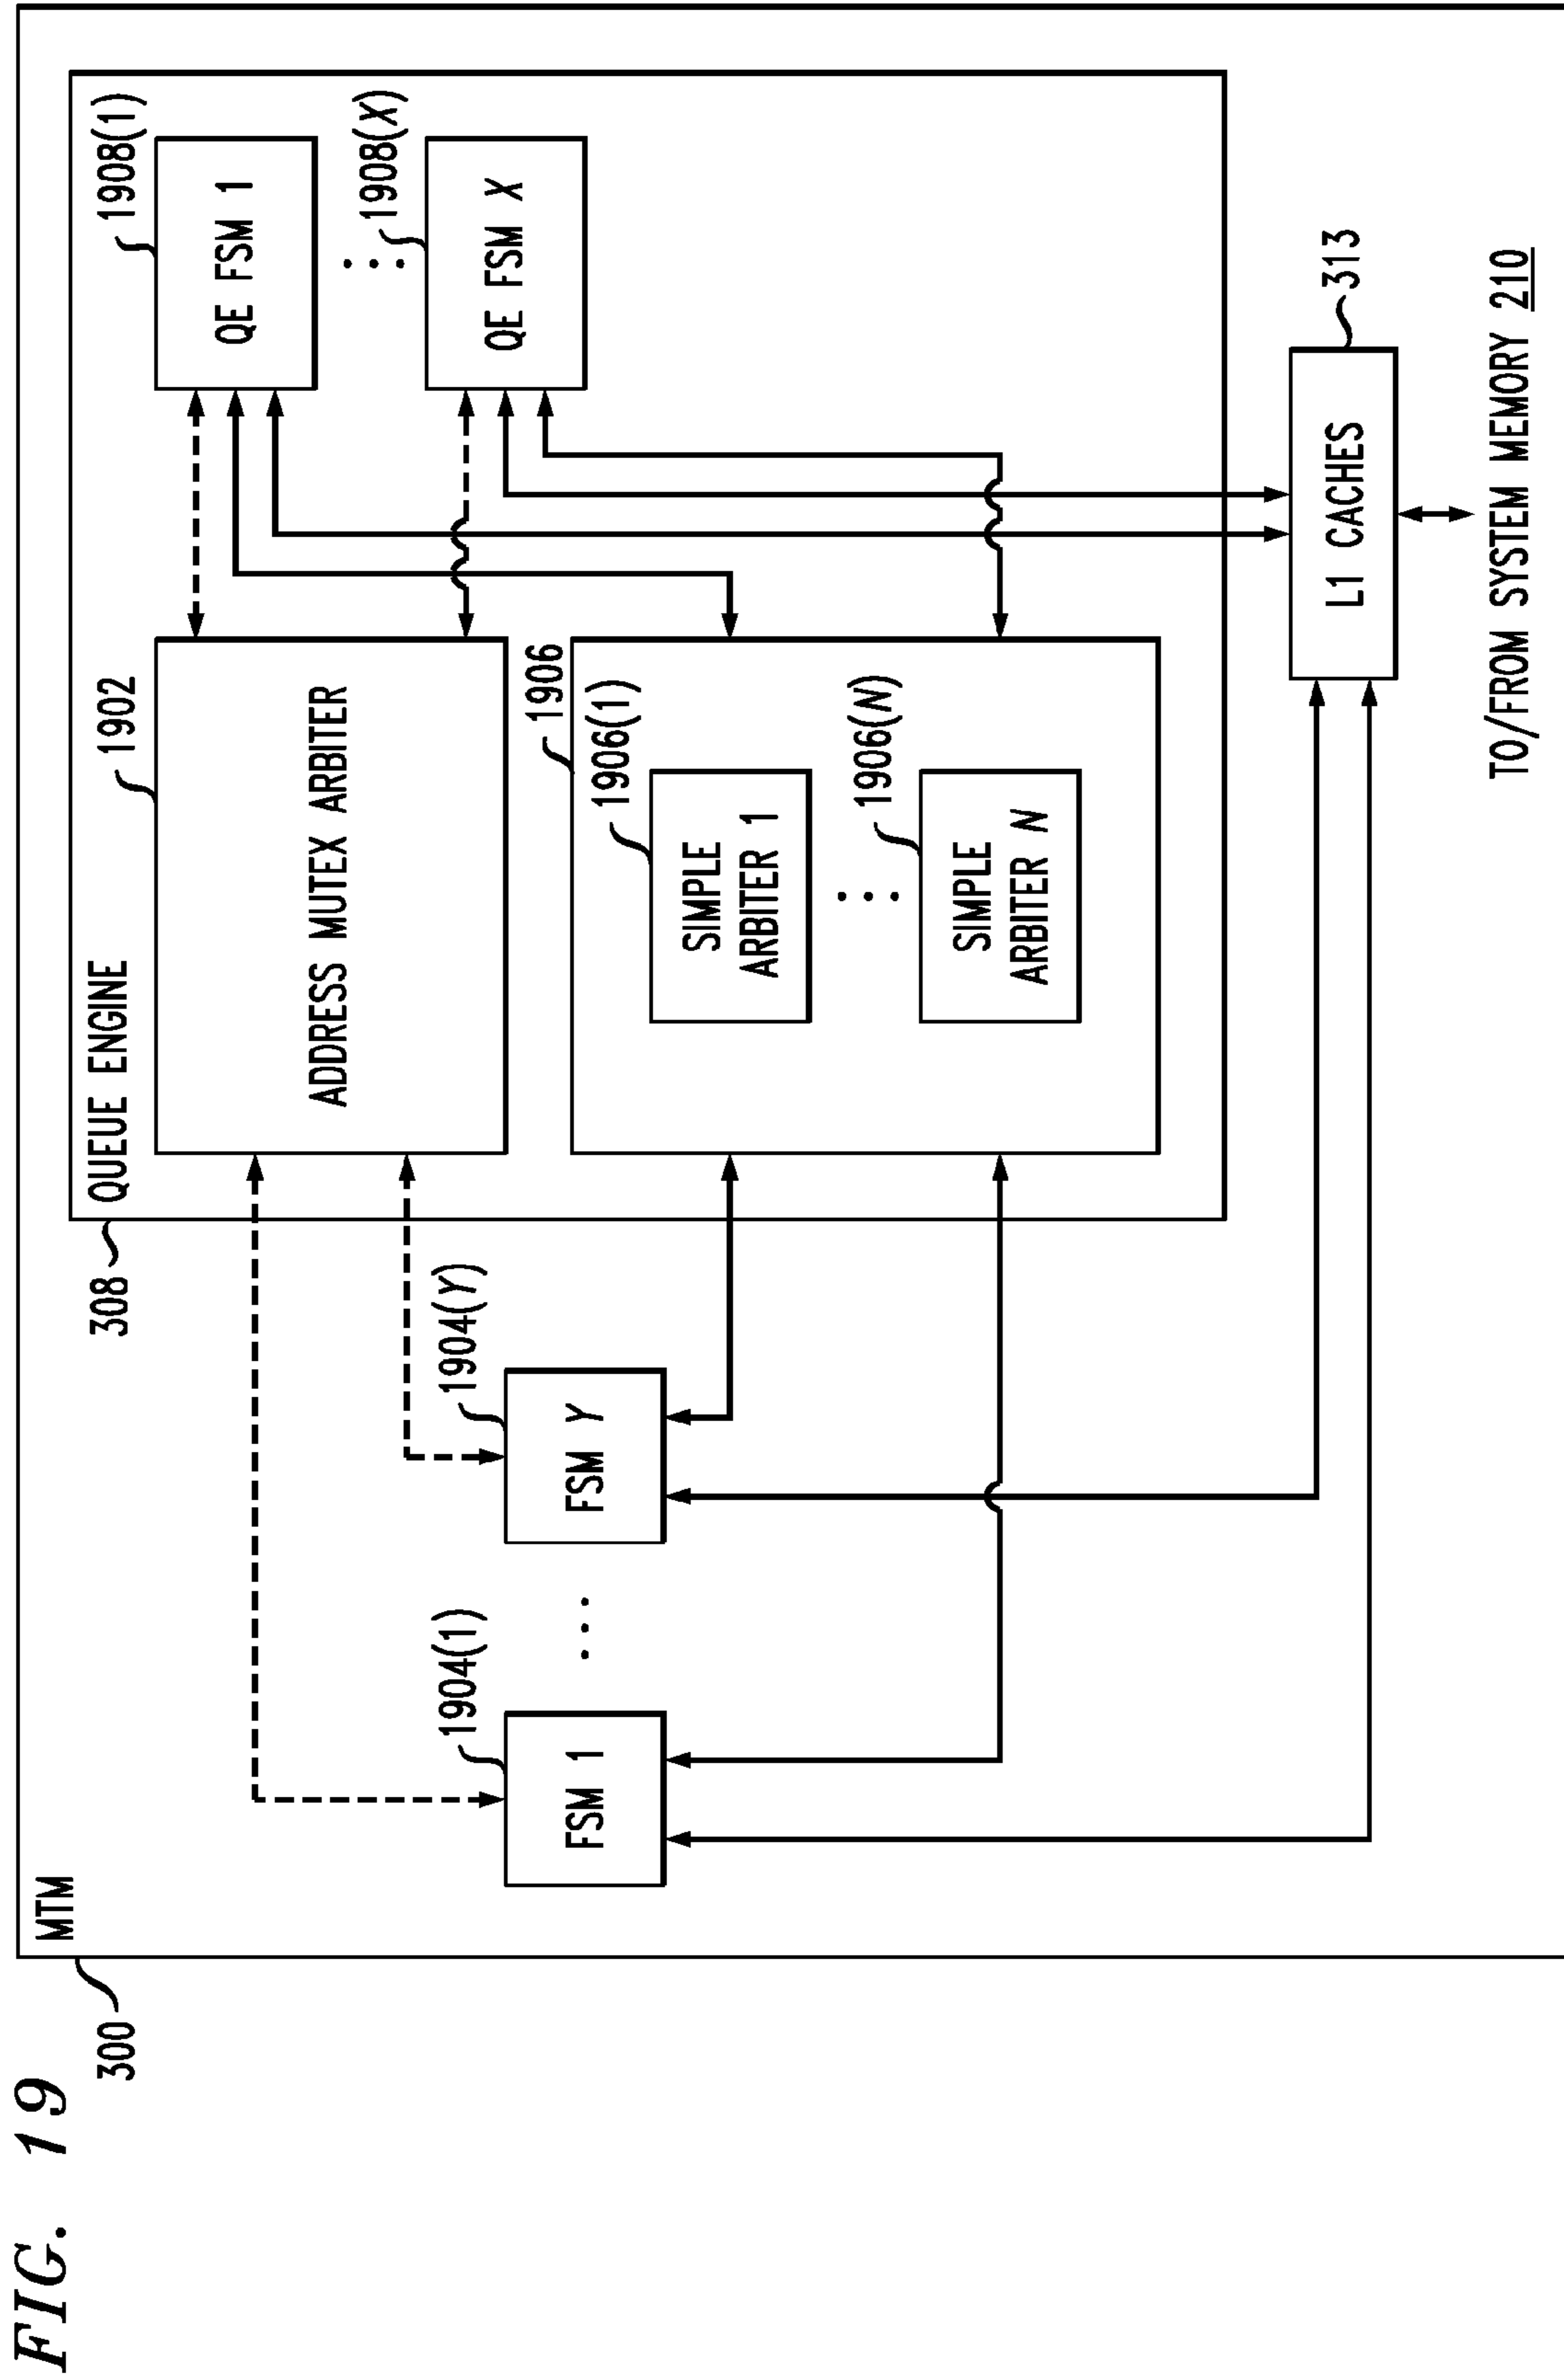 FIG. 19
300
MTM
308
QUEUE ENGINE
1902
ADDRESS MUTEX ARBITER
1908(1)
QE FSM 1
1908(X)
QE FSM X
1904(1)
FSM 1
1904(Y)
FSM Y
1906
1906(1)
SIMPLE
ARBITER 1
1906(N)
SIMPLE
ARBITER N
313
L1 CACHES
TO/FROM SYSTEM MEMORY 210